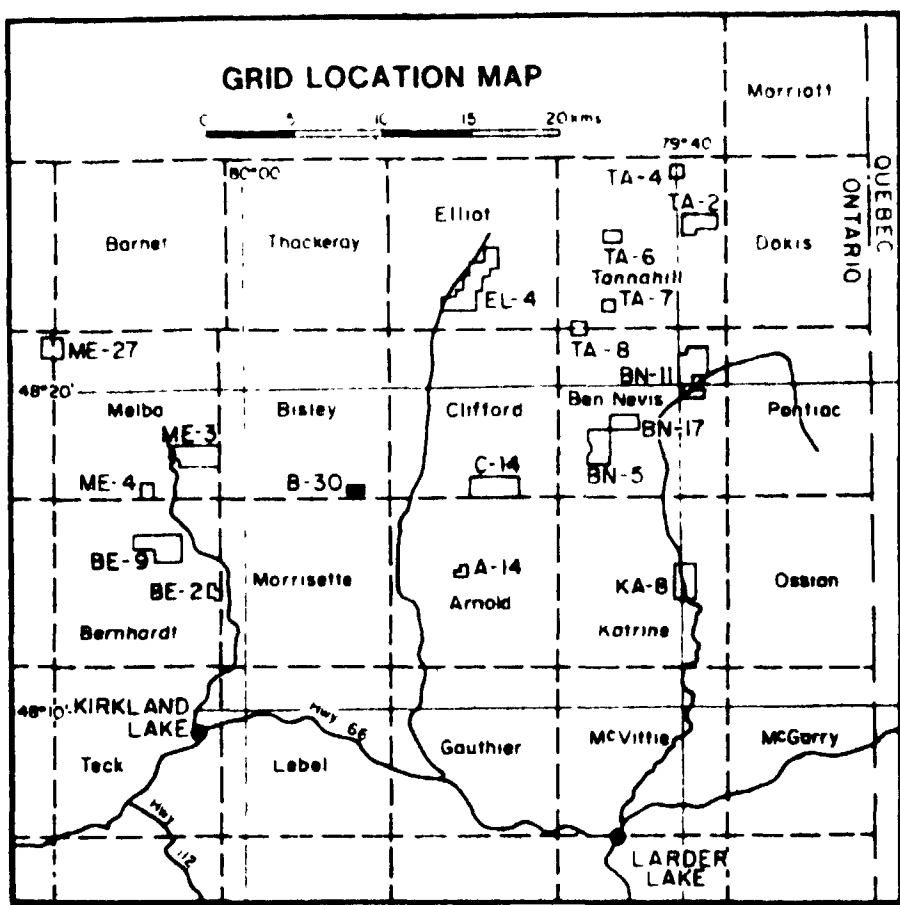 GRID LOCATION MAP
Marriott
0 5 10 15 20 kms
79°40
80°00
TA-4
QUEBEC
ONTARIO
TA-2
Elliot
Barnet
Thackeray
Dokis
TA-6
Tannahill
EL-4
TA-7
TA-8
ME-27
BN-11
48°20'
Melba
Bisley
Clifford
Ben Nevis
Pontiac
ME-3
BN-17
C-14
ME-4
B-30
BN-5
BE-9
A-14
Morrisette
KA-8
Ossian
BE-2
Arnold
Bernhardt
Katrine
48°10'
KIRKLAND
LAKE
Hwy 66
Gauthier
McVittie
McGarry
Teck
Lebel
Hwy
112
LARDER
LAKE